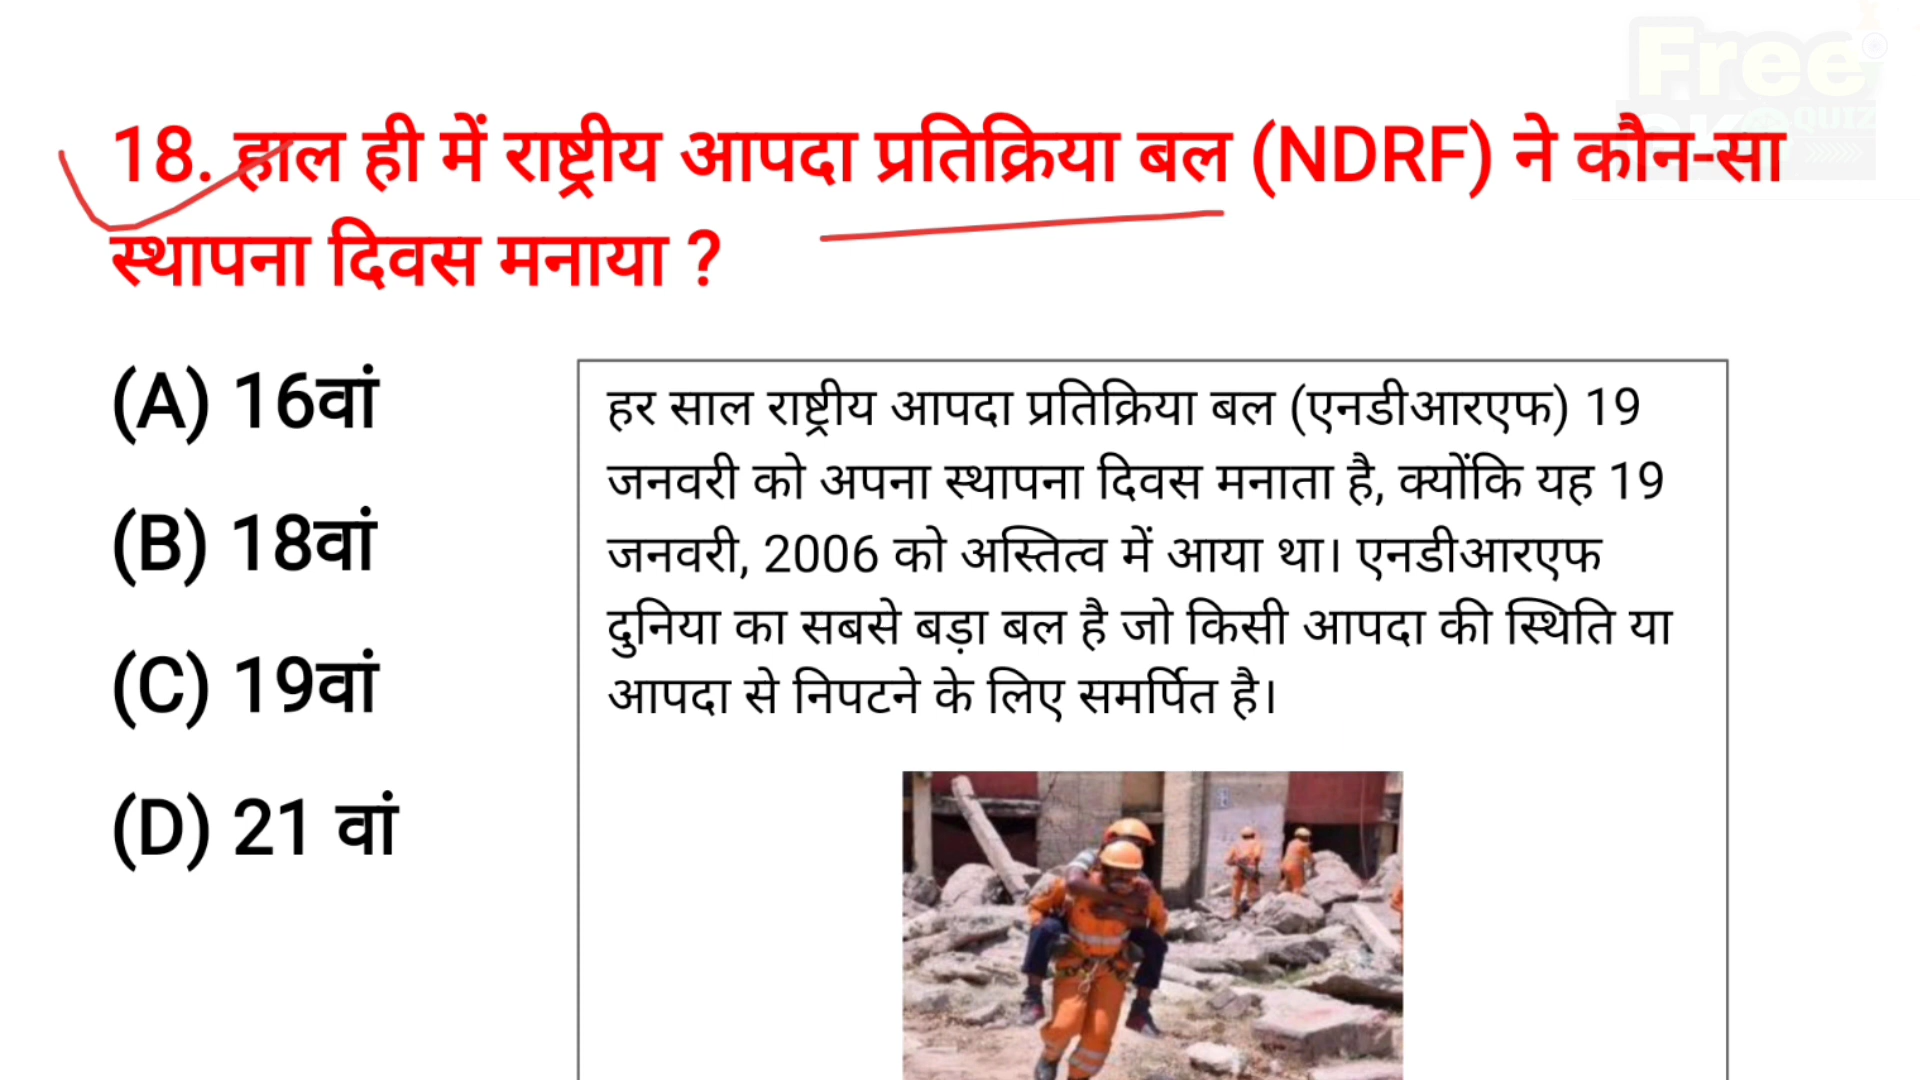 Free
QUIZ
18. हाल ही में राष्ट्रीय आपदा प्रतिक्रिया बल (NDRF) ने कौन-सा
स्थापना दिवस मनाया ?
(A) 16वां
(B) 18वां
(C) 19वां
(D) 21 वां
हर साल राष्ट्रीय आपदा प्रतिक्रिया बल (एनडीआरएफ) 19
जनवरी को अपना स्थापना दिवस मनाता है, क्योंकि यह 19
जनवरी, 2006 को अस्तित्व में आया था। एनडीआरएफ
दुनिया का सबसे बड़ा बल है जो किसी आपदा की स्थिति या
आपदा से निपटने के लिए समर्पित है।